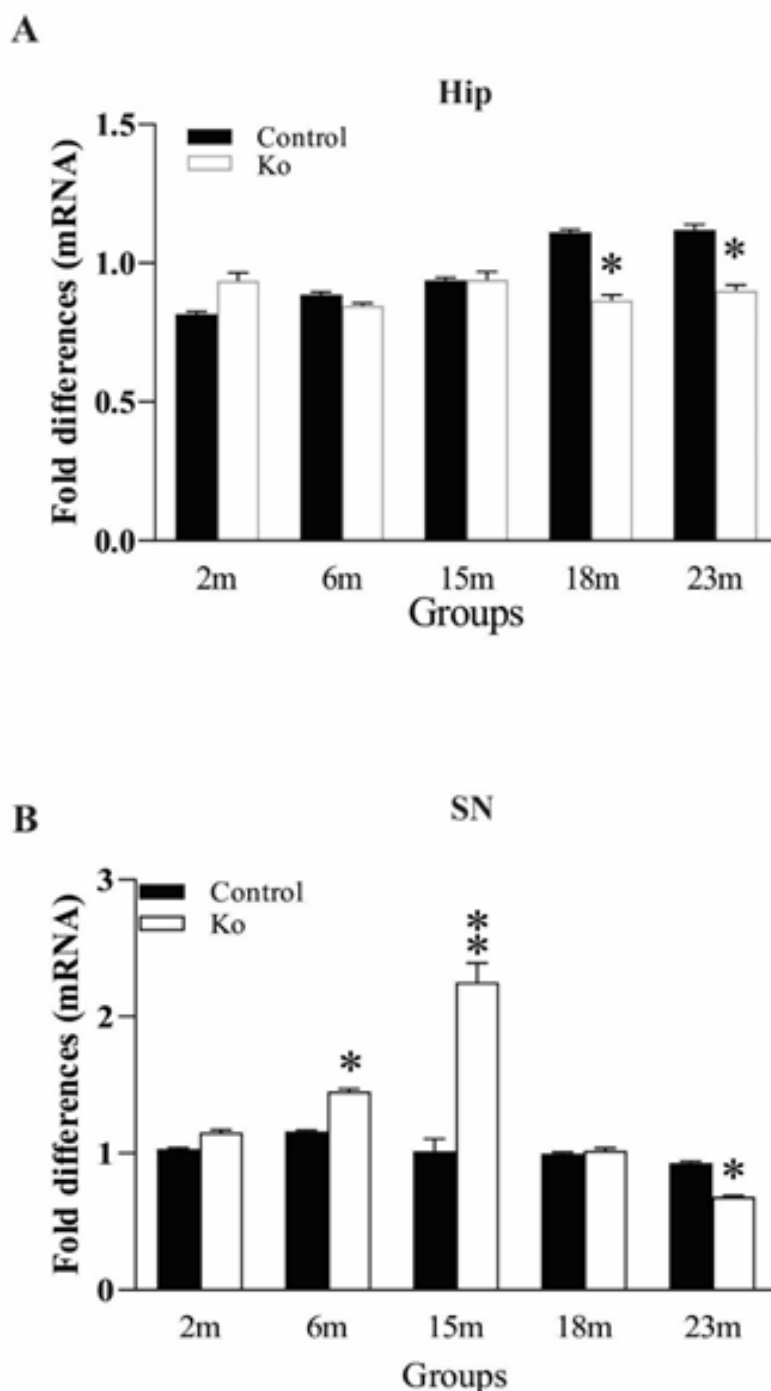 A
Hip
1.5
Control
Ko
Fold differences (mRNA)
1.0
*
*
0.5
0.0
2m 6m 15m 18m 23m
Groups
B
SN
3
Control
Ko
Fold differences (mRNA)
**
2
*
1
*
0
2m 6m 15m 18m 23m
Groups